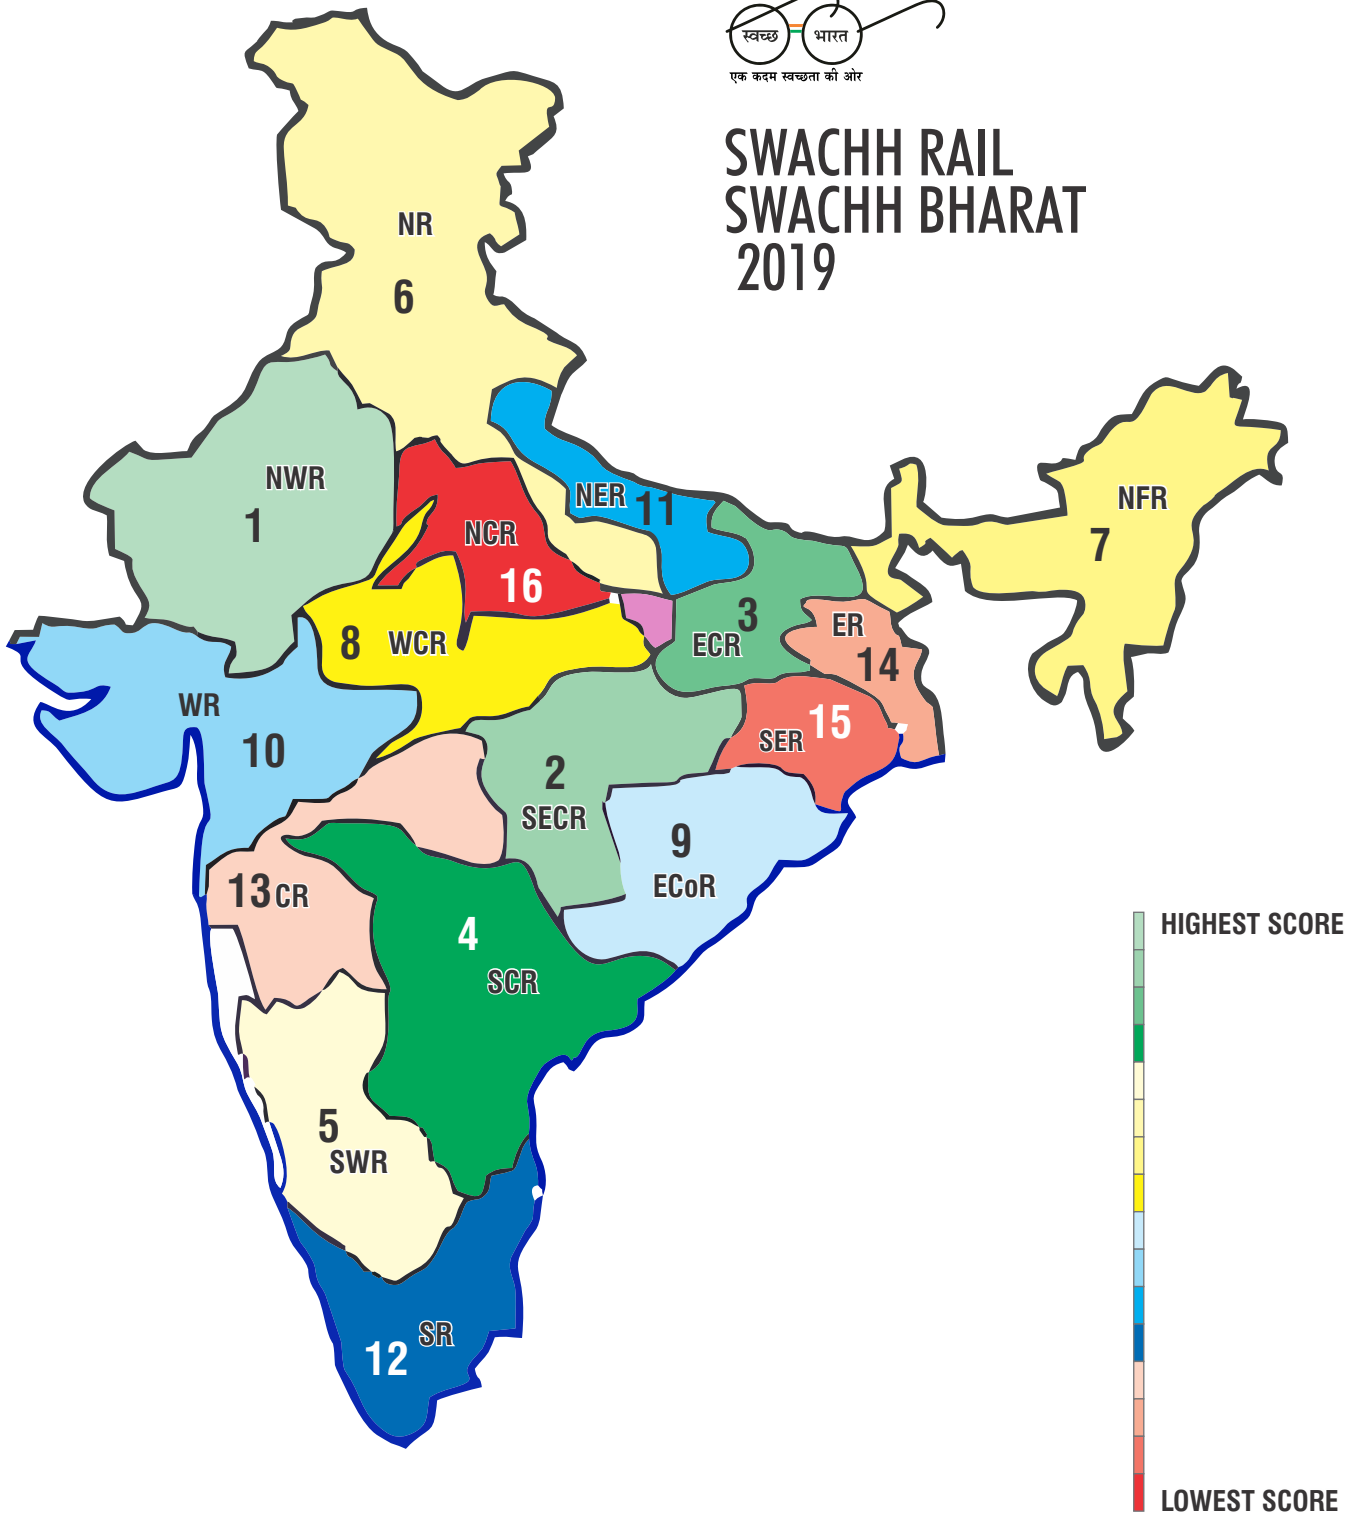 स्वच्छ भारत
एक कदम स्वच्छता की ओर
SWACHH RAIL
SWACHH BHARAT
2019
NR
6
NWR
1
NER 11
NFR
7
NCR
16
3
ECR
ER
14
8 WCR
WR
10
15
SER
2
SECR
9
ECoR
13 CR
4
SCR
HIGHEST SCORE
5
SWR
SR
12
LOWEST SCORE